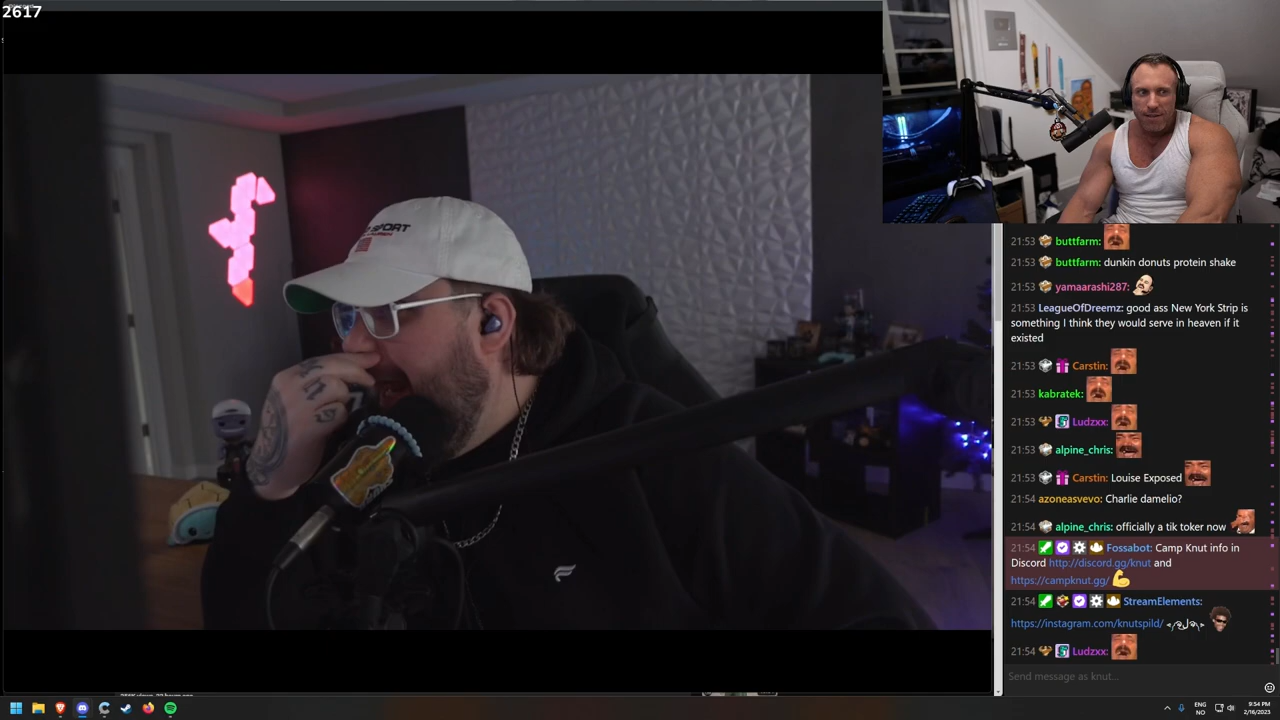 2617
SPORT
21:53 buttfarm:
21:53 buttfarm: dunkin donuts protein shake
21:53 yamaarashi287:
21:53 LeagueOfDreemz: good ass New York Strip is
something I think they would serve in heaven if it
existed
21:53 Carstin:
21:53 kabratek:
21:53 Ludzxx:
21:53 alpine_chris:
21:53 Carstin: Louise Exposed
21:54 azoneasvevo: Charlie damelio?
21:54 alpine_chris: officially a tik toker now
21:54 Fossabot: Camp Knut info in
Discord http://discord.gg/knut and
https://campknut.gg/
21:54 StreamElements:
https://instagram.com/knutspild/
21:54 Ludzxx:
Send message as knut...
ENG
NO
9:54 PM
2/16/2023